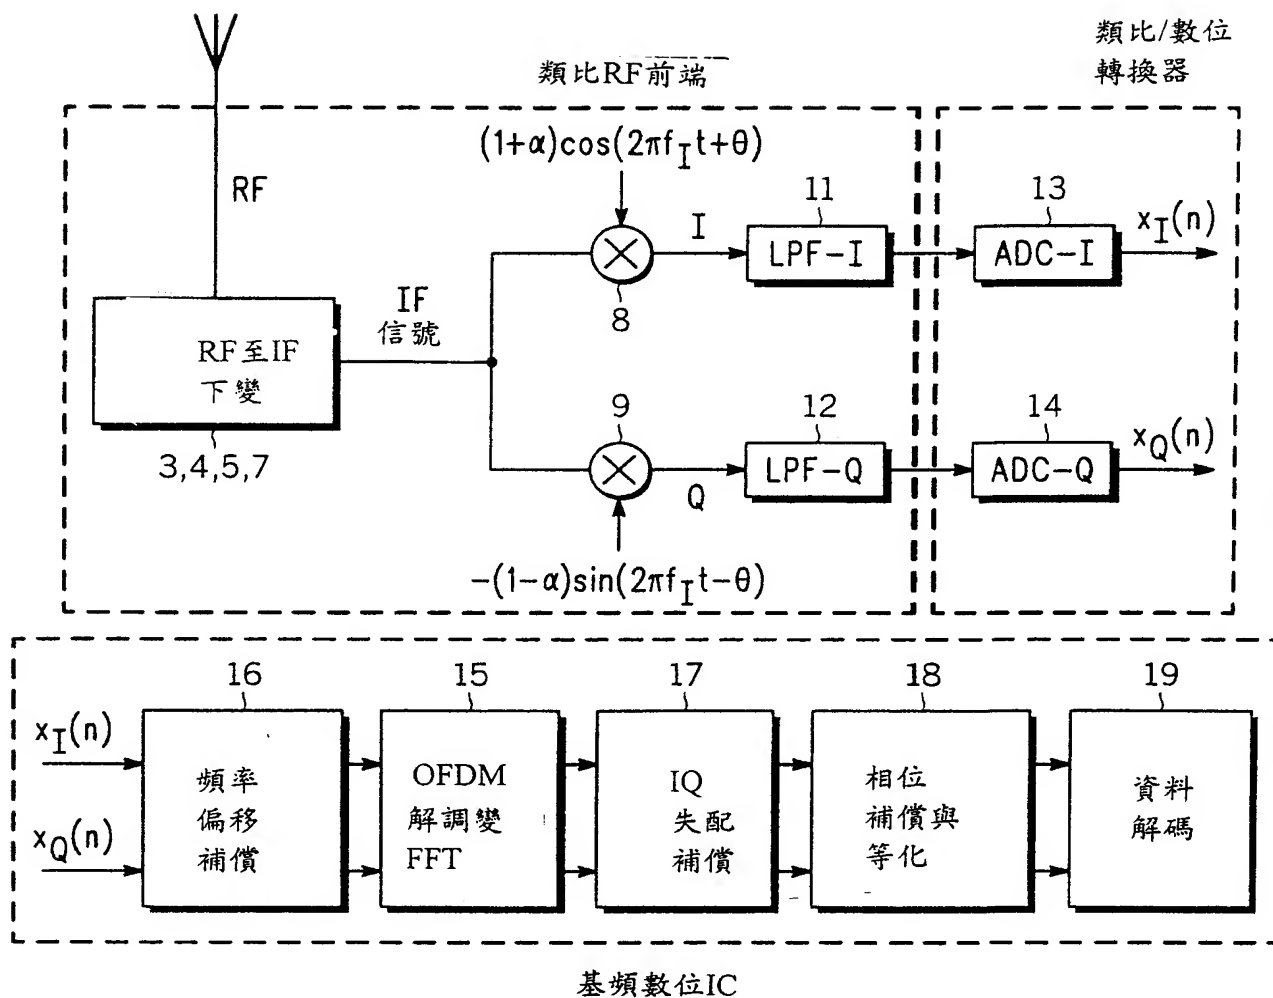 類比/數位
轉換器
類比RF前端
(1+α)cos(2πf_I t+θ)
RF
I
11
13
x_I(n)
LPF-I
ADC-I
IF
信號
8
RF至IF
下變
9
12
14
x_Q(n)
3,4,5,7
LPF-Q
ADC-Q
Q
-(1-α)sin(2πf_I t-θ)
16
15
17
18
19
x_I(n)
x_Q(n)
頻率
偏移
補償
OFDM
解調變
FFT
IQ
失配
補償
相位
補償與
等化
資料
解碼
基頻數位IC